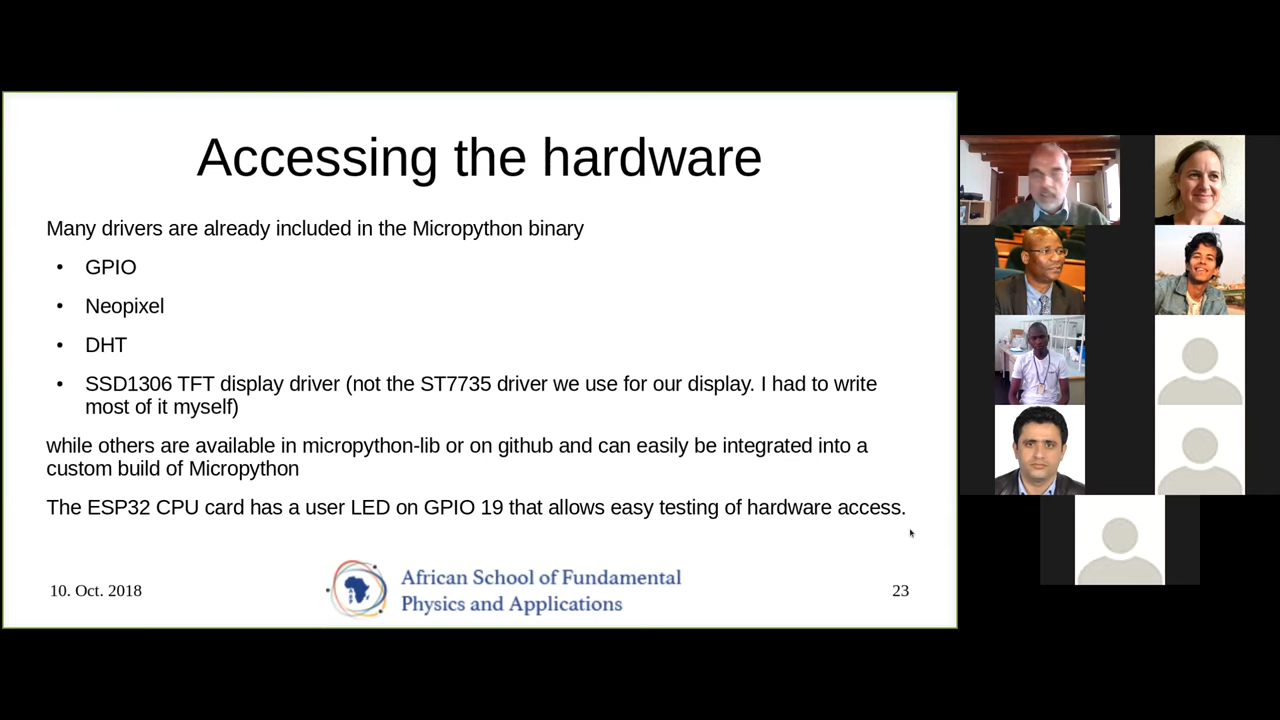 Accessing the hardware
Many drivers are already included in the Micropython binary
• GPIO
• Neopixel
• DHT
• SSD1306 TFT display driver (not the ST7735 driver we use for our display. I had to write
most of it myself)
while others are available in micropython-lib or on github and can easily be integrated into a
custom build of Micropython
The ESP32 CPU card has a user LED on GPIO 19 that allows easy testing of hardware access.
10. Oct. 2018
African School of Fundamental
Physics and Applications
23